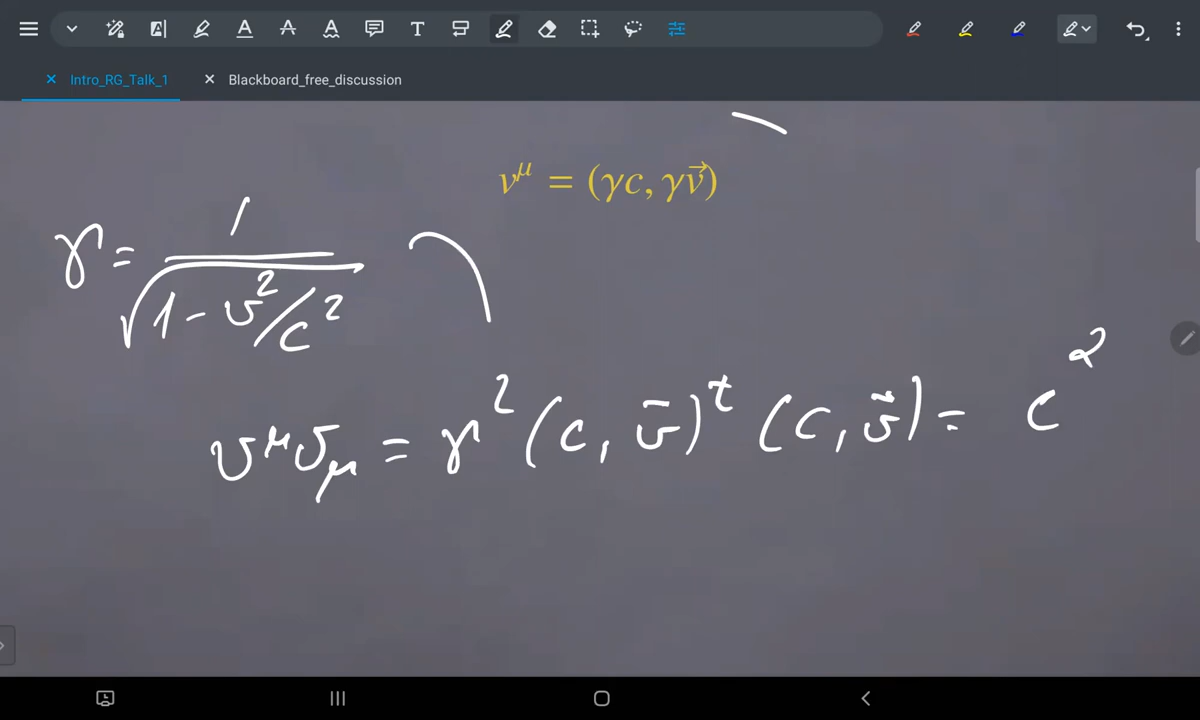 Intro_RG_Talk_1 Blackboard_free_discussion
v^μ = (γc, γv⃗)
γ = 1/√(1 - v²/c²)
v^μ v_μ = γ² (c, v̄)^t (c, v⃗) = c²